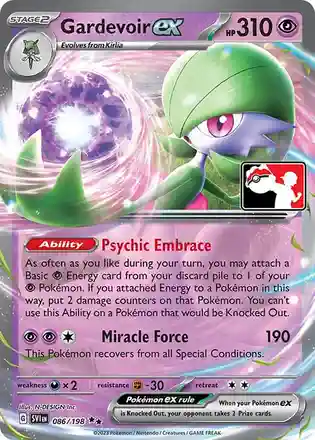 STAGE 2 Gardevoir ex HP 310
Evolves from Kirlia
Ability Psychic Embrace
As often as you like during your turn, you may attach a
Basic Energy card from your discard pile to 1 of your
Pokémon. If you attached Energy to a Pokémon in this
way, put 2 damage counters on that Pokémon. You can't
use this Ability on a Pokémon that would be Knocked Out.
Miracle Force 190
This Pokémon recovers from all Special Conditions.
weakness ×2 resistance -30 retreat
Illus. N-DESIGN Inc.
Pokémon ex rule
When your Pokémon ex
is Knocked Out, your opponent takes 2 Prize cards.
G SVI EN 086/198
©2023 Pokémon / Nintendo / Creatures / GAME FREAK